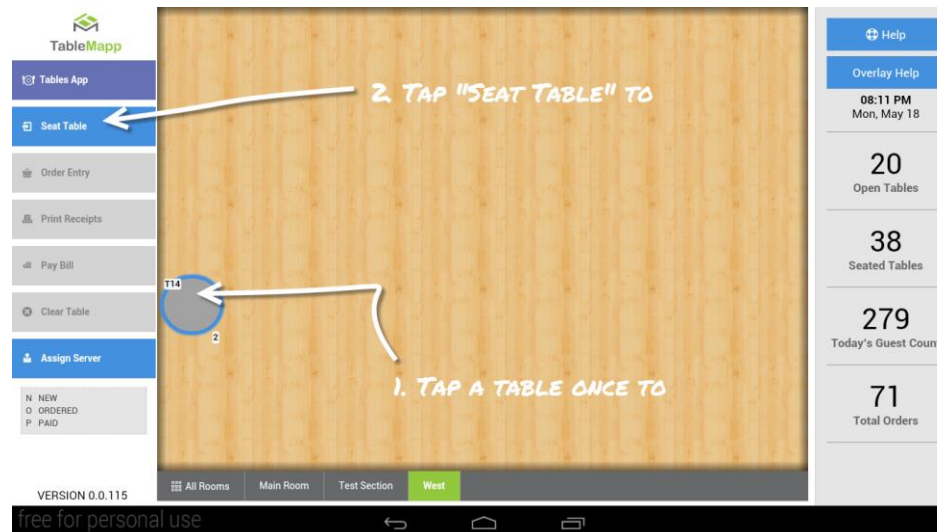 TableMapp
Tables App
Seat Table
Order Entry
Print Receipts
Pay Bill
Clear Table
Assign Server
N NEW
O ORDERED
P PAID
VERSION 0.0.115
free for personal use
2. TAP "SEAT TABLE" TO
T14
2
1. TAP A TABLE ONCE TO
All Rooms
Main Room
Test Section
West
Help
Overlay Help
08:11 PM
Mon, May 18
20
Open Tables
38
Seated Tables
279
Today's Guest Coun
71
Total Orders